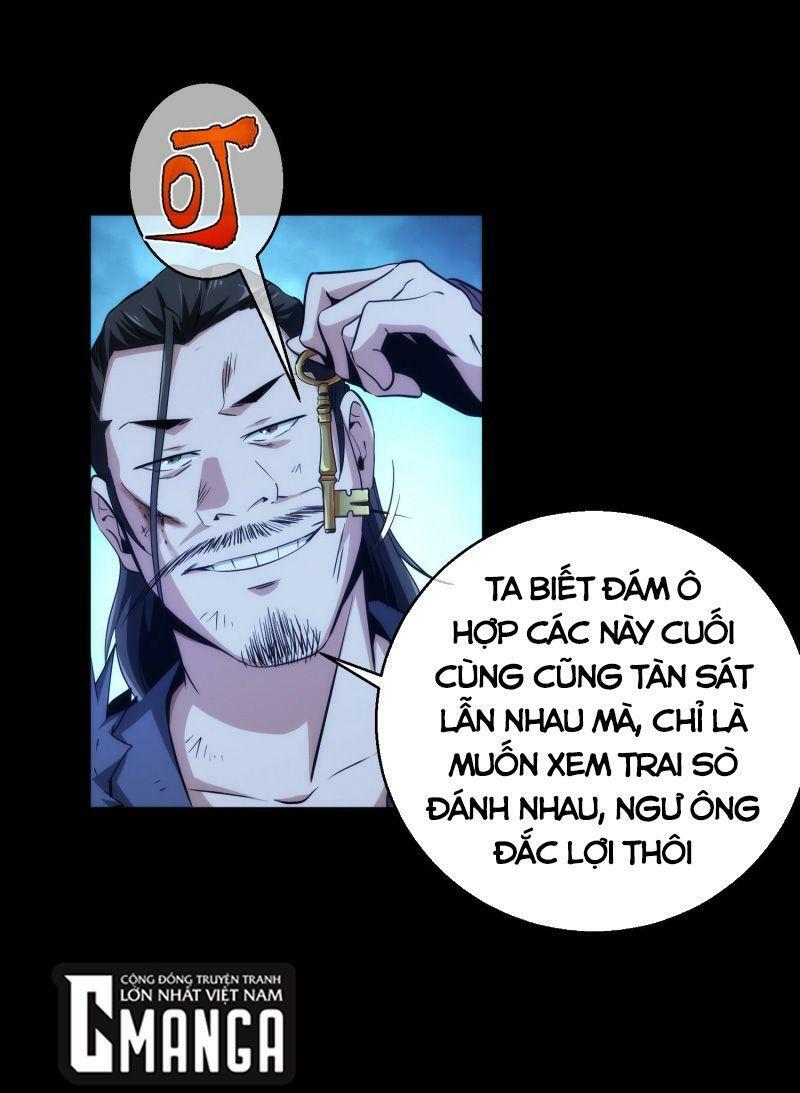 叮
TA BIẾT ĐÁM Ô
HỢP CÁC NÀY CUỐI
CÙNG CŨNG TÀN SÁT
LẪN NHAU MÀ, CHỈ LÀ
MUỐN XEM TRAI SÒ
ĐÁNH NHAU, NGƯ ÔNG
ĐẮC LỢI THÔI
CỘNG ĐỒNG TRUYỆN TRANH
LỚN NHẤT VIỆT NAM
CMANGA